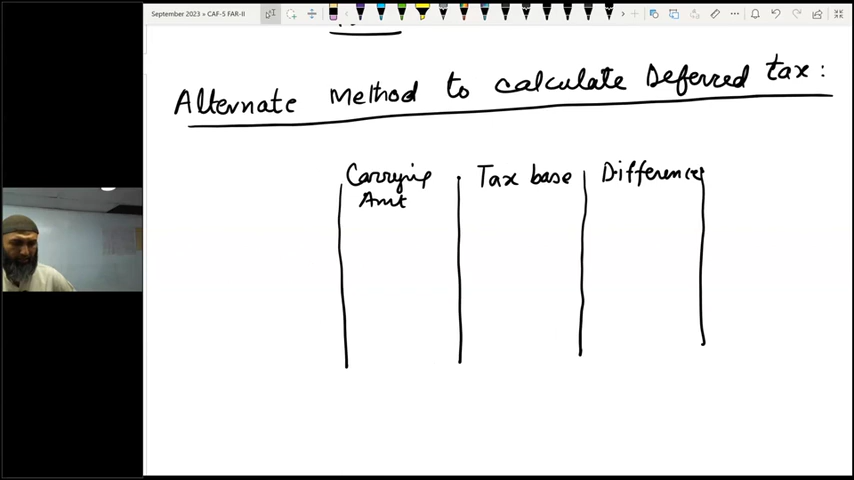 September 2023 » CAF-5 FAR-II
Alternate Method to calculate Deferred tax :
Carrying Amt
Tax base
Difference